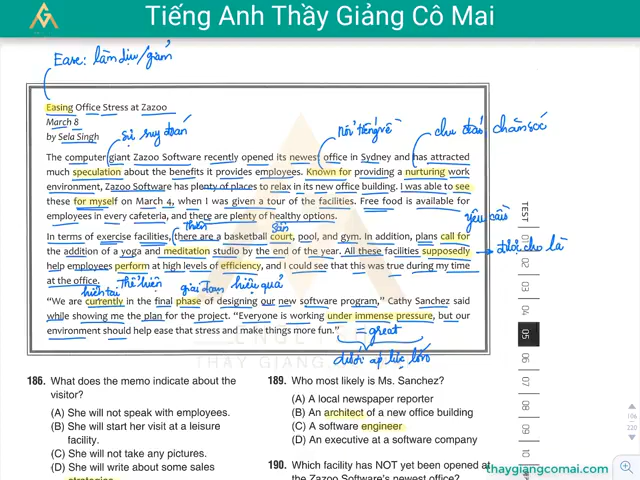 Tiếng Anh Thầy Giảng Cô Mai
Ease: làm dịu/giảm
Easing Office Stress at Zazoo
March 8
by Sela Singh
sự suy đoán
nổi tiếng về
chu đáo chăm sóc
The computer giant Zazoo Software recently opened its newest office in Sydney and has attracted
much speculation about the benefits it provides employees. Known for providing a nurturing work
environment, Zazoo Software has plenty of places to relax in its new office building. I was able to see
these for myself on March 4, when I was given a tour of the facilities. Free food is available for
employees in every cafeteria, and there are plenty of healthy options.
yêu cầu
thiền
sân
In terms of exercise facilities, there are a basketball court, pool, and gym. In addition, plans call for
the addition of a yoga and meditation studio by the end of the year. All these facilities supposedly
được cho là
help employees perform at high levels of efficiency, and I could see that this was true during my time
at the office.
thể hiện
hiệu quả
hiện tại
giai đoạn
"We are currently in the final phase of designing our new software program," Cathy Sanchez said
while showing me the plan for the project. "Everyone is working under immense pressure, but our
environment should help ease that stress and make things more fun."
= great
dưới áp lực lớn
THẦY GIẢNG CÔ MAI
186. What does the memo indicate about the
visitor?
(A) She will not speak with employees.
(B) She will start her visit at a leisure
facility.
(C) She will not take any pictures.
(D) She will write about some sales
strategies.
189. Who most likely is Ms. Sanchez?
(A) A local newspaper reporter
(B) An architect of a new office building
(C) A software engineer
(D) An executive at a software company
190. Which facility has NOT yet been opened at
the Zazoo Software's newest office?
TEST
01
02
03
04
05
06
07
08
09
10
196
220
thaygiangcomai.com